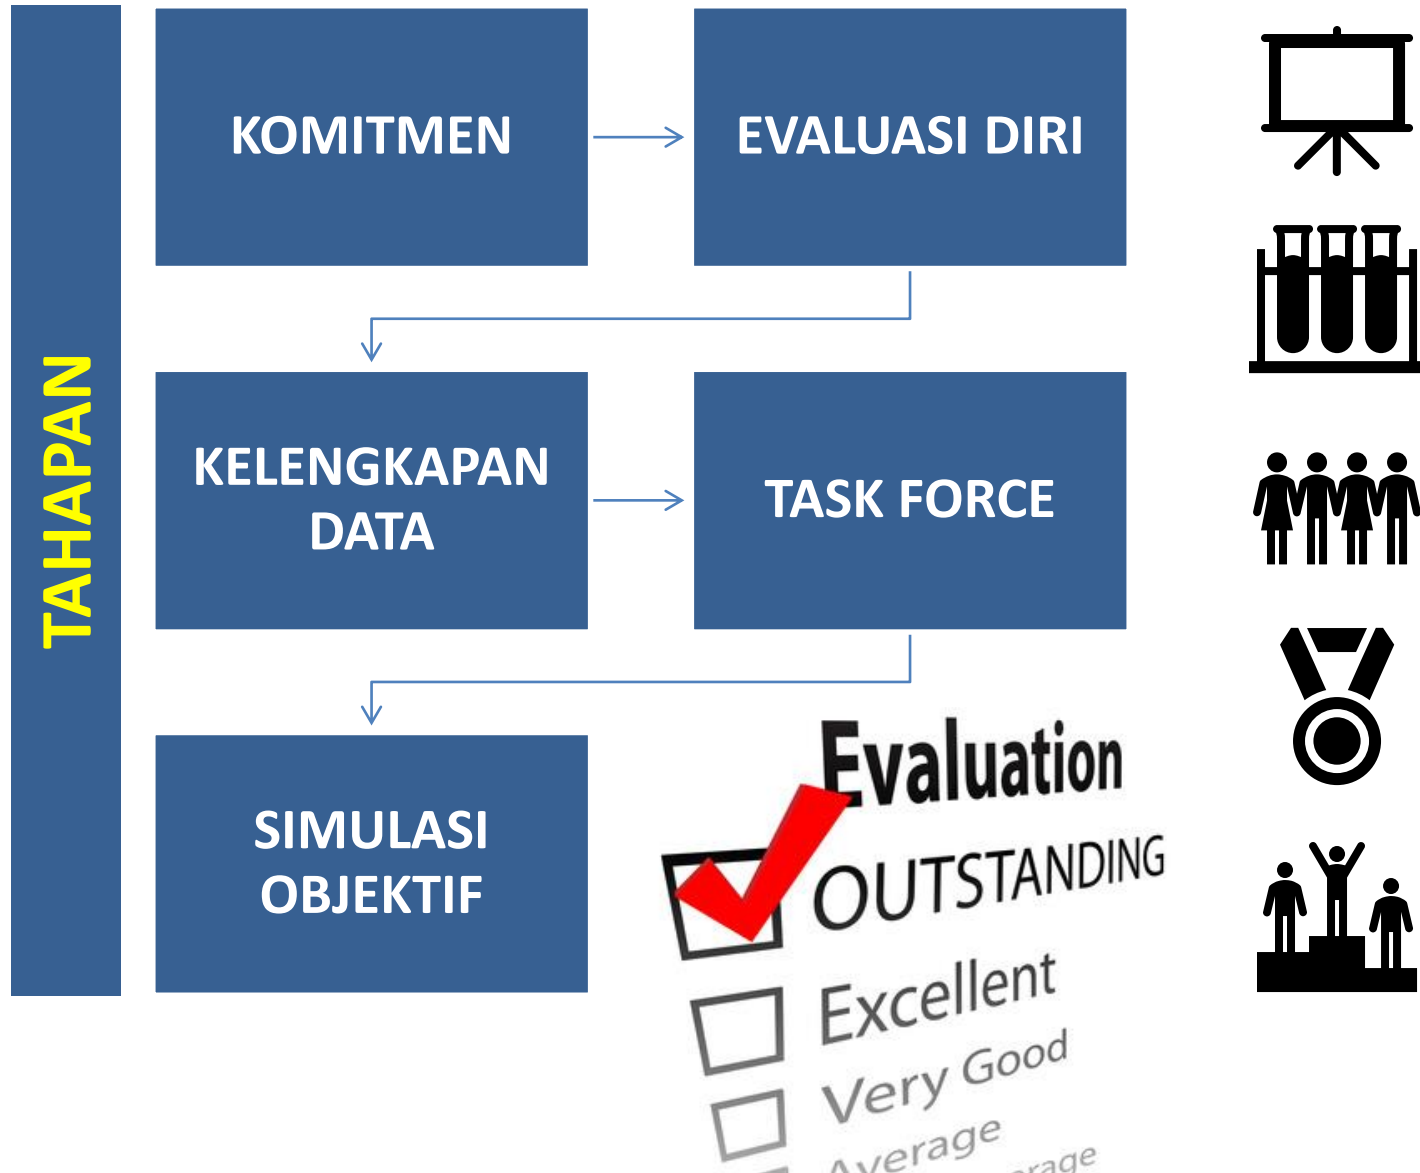 TAHAPAN
KOMITMEN
EVALUASI DIRI
KELENGKAPAN
DATA
TASK FORCE
SIMULASI
OBJEKTIF
Evaluation
OUTSTANDING
Excellent
Very Good
Average